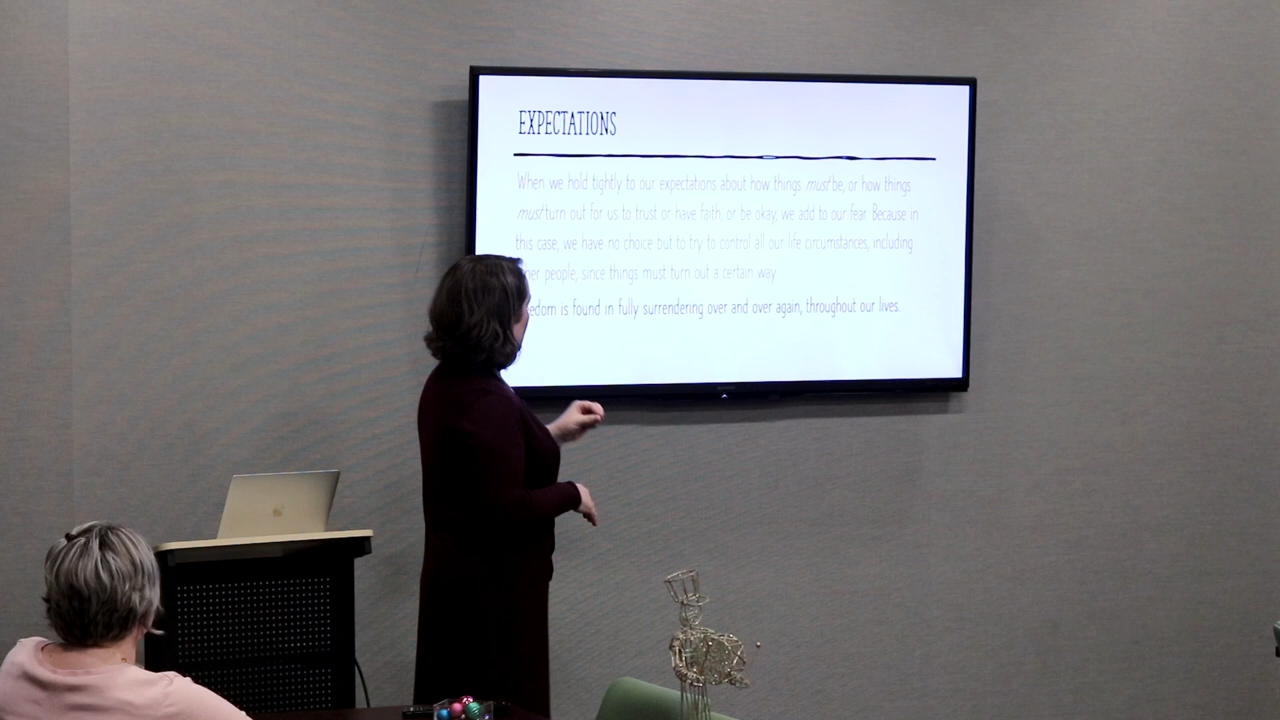 EXPECTATIONS
When we hold tightly to our expectations about how things must be, or how things
must turn out for us to trust or have faith, or be okay, we add to our fear. Because in
this case, we have no choice but to try to control all our life circumstances, including
people, since things must turn out a certain way
is found in fully surrendering over and over again, throughout our lives.